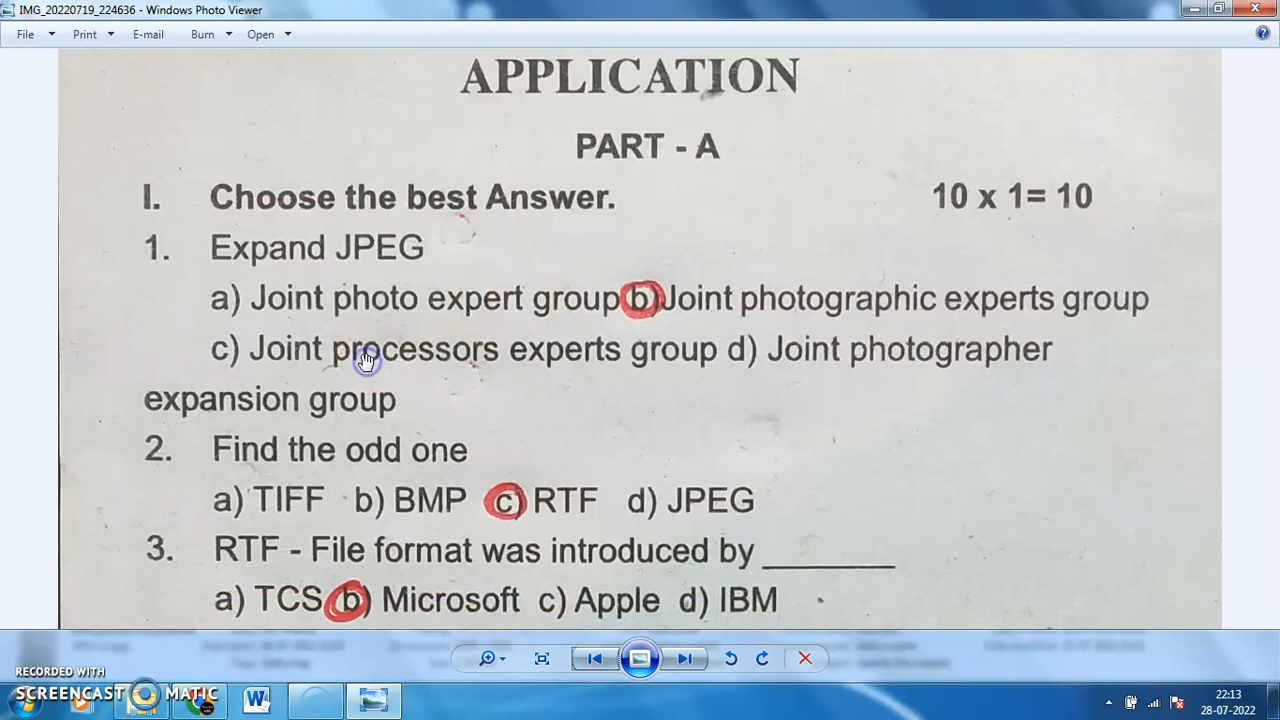 IMG_20220719_224636 - Windows Photo Viewer
File Print E-mail Burn Open
APPLICATION
PART - A
I. Choose the best Answer. 10 x 1= 10
1. Expand JPEG
a) Joint photo expert group b) Joint photographic experts group
c) Joint processors experts group d) Joint photographer
expansion group
2. Find the odd one
a) TIFF b) BMP c) RTF d) JPEG
3. RTF - File format was introduced by ________
a) TCS b) Microsoft c) Apple d) IBM
RECORDED WITH
SCREENCAST MATIC
22:13
28-07-2022